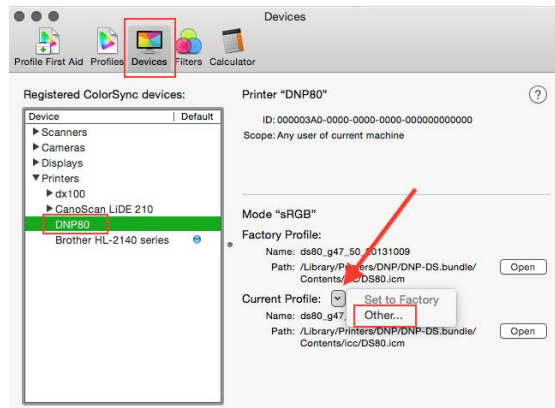 Devices
Profile First Aid Profiles Devices Filters Calculator
Registered ColorSync devices:
Device Default
Scanners
Cameras
Displays
Printers
dx100
CanoScan LiDE 210
DNP80
Brother HL-2140 series
Printer “DNP80”
?
ID: 000003A0-0000-0000-0000-000000000000
Scope: Any user of current machine
Mode “sRGB”
Factory Profile:
Name: ds80_g47_50_20131009
Path: /Library/Printers/DNP/DNP-DS.bundle/
Contents/icc/DS80.icm
Open
Current Profile:
Set to Factory
Other...
Name: ds80_g47_
Path: /Library/Printers/DNP/DNP-DS.bundle/
Contents/icc/DS80.icm
Open